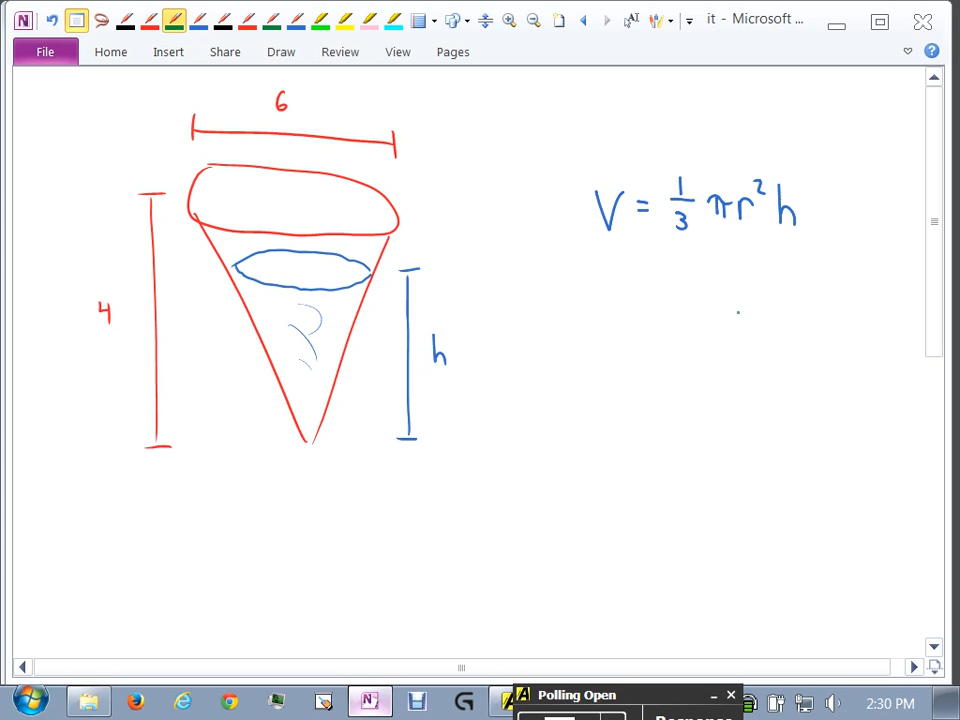 it - Microsoft ...
File Home Insert Share Draw Review View Pages
6
V = 1/3 πr² h
4
h
Polling Open
2:30 PM